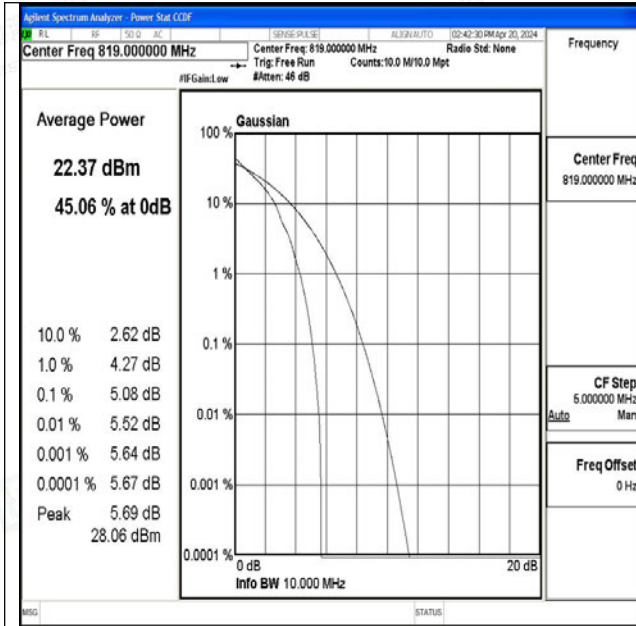 Agilent Spectrum Analyzer - Power Stat CCDF
RL RF 50 Ω AC SENSE:PULSE ALIGNAUTO 02:42:30 PM Apr 20, 2024
Center Freq 819.000000 MHz
Center Freq: 819.000000 MHz Radio Std: None
Trig: Free Run Counts:10.0 M/10.0 Mpt
#IFGain:Low #Atten: 46 dB
Frequency
Average Power
22.37 dBm
45.06 % at 0dB
10.0 % 2.62 dB
1.0 % 4.27 dB
0.1 % 5.08 dB
0.01 % 5.52 dB
0.001 % 5.64 dB
0.0001 % 5.67 dB
Peak 5.69 dB
28.06 dBm
Gaussian
100 %
10 %
1 %
0.1 %
0.01 %
0.001 %
0.0001 %
0 dB 20 dB
Info BW 10.000 MHz
Center Freq
819.000000 MHz
CF Step
5.000000 MHz
Auto Man
Freq Offset
0 Hz
MSG STATUS